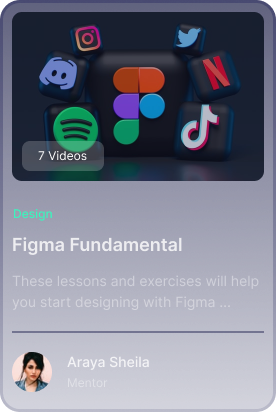 7 Videos
Design
Figma Fundamental
These lessons and exercises will help
you start designing with Figma ...
Araya Sheila
Mentor